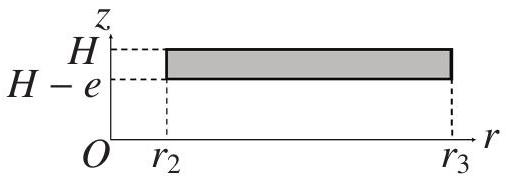 z
H
H − e
O r₂ r₃ r